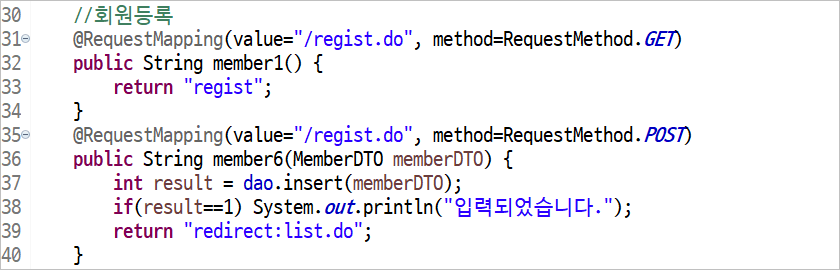 30 //회원등록
31 @RequestMapping(value="/regist.do", method=RequestMethod.GET)
32 public String member1() {
33 return "regist";
34 }
35 @RequestMapping(value="/regist.do", method=RequestMethod.POST)
36 public String member6(MemberDTO memberDTO) {
37 int result = dao.insert(memberDTO);
38 if(result==1) System.out.println("입력되었습니다.");
39 return "redirect:list.do";
40 }